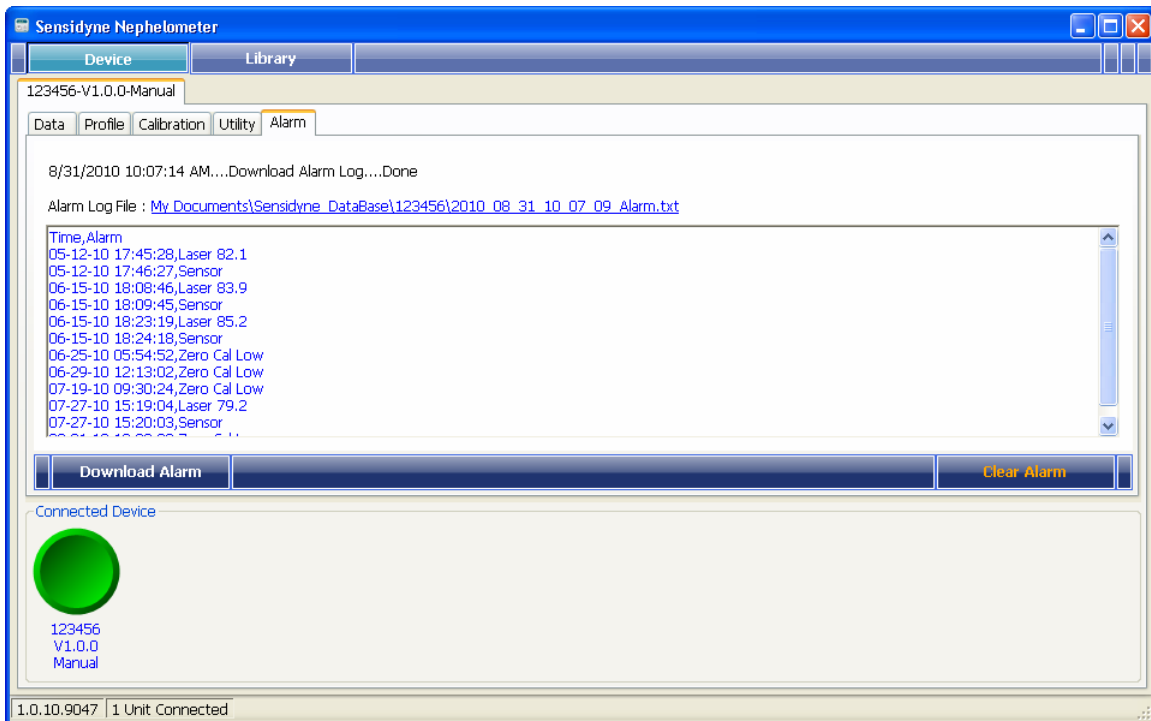 Sensidyne Nephelometer
Device Library
123456-V1.0.0-Manual
Data Profile Calibration Utility Alarm
8/31/2010 10:07:14 AM....Download Alarm Log....Done
Alarm Log File : My Documents\Sensidyne_DataBase\123456\2010_08_31_10_07_09_Alarm.txt
Time,Alarm
05-12-10 17:45:28,Laser 82.1
05-12-10 17:46:27,Sensor
06-15-10 18:08:46,Laser 83.9
06-15-10 18:09:45,Sensor
06-15-10 18:23:19,Laser 85.2
06-15-10 18:24:18,Sensor
06-25-10 05:54:52,Zero Cal Low
06-29-10 12:13:02,Zero Cal Low
07-19-10 09:30:24,Zero Cal Low
07-27-10 15:19:04,Laser 79.2
07-27-10 15:20:03,Sensor
Download Alarm Clear Alarm
Connected Device
123456
V1.0.0
Manual
1.0.10.9047 1 Unit Connected